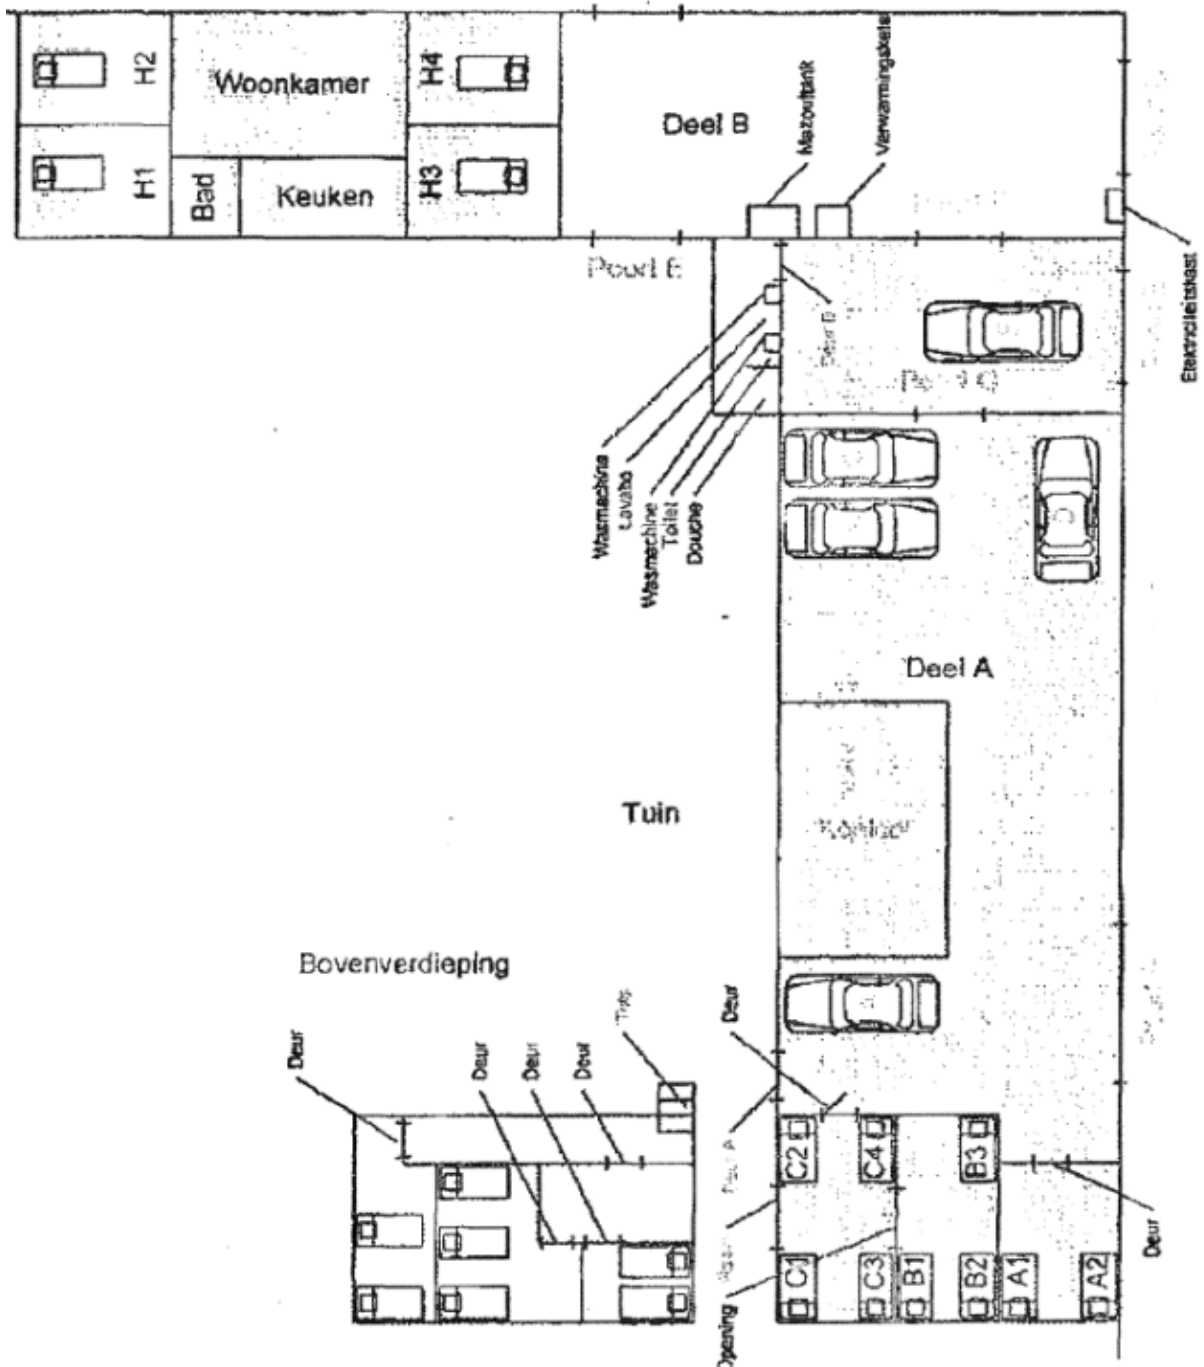 H2
Woonkamer
H4
H1
Bad
Keuken
H3
Deel B
Mazouttank
Verwarmingsketel
Elektriciteitskast
Wasmachine
Lavabo
Wasmachine
Toilet
Douche
Deel A
Tuin
Bovenverdieping
Deur
Deur
Deur
Deur
Deur
Opening
C2
C4
B3
C1
C3
B1
B2
A1
A2
Deur